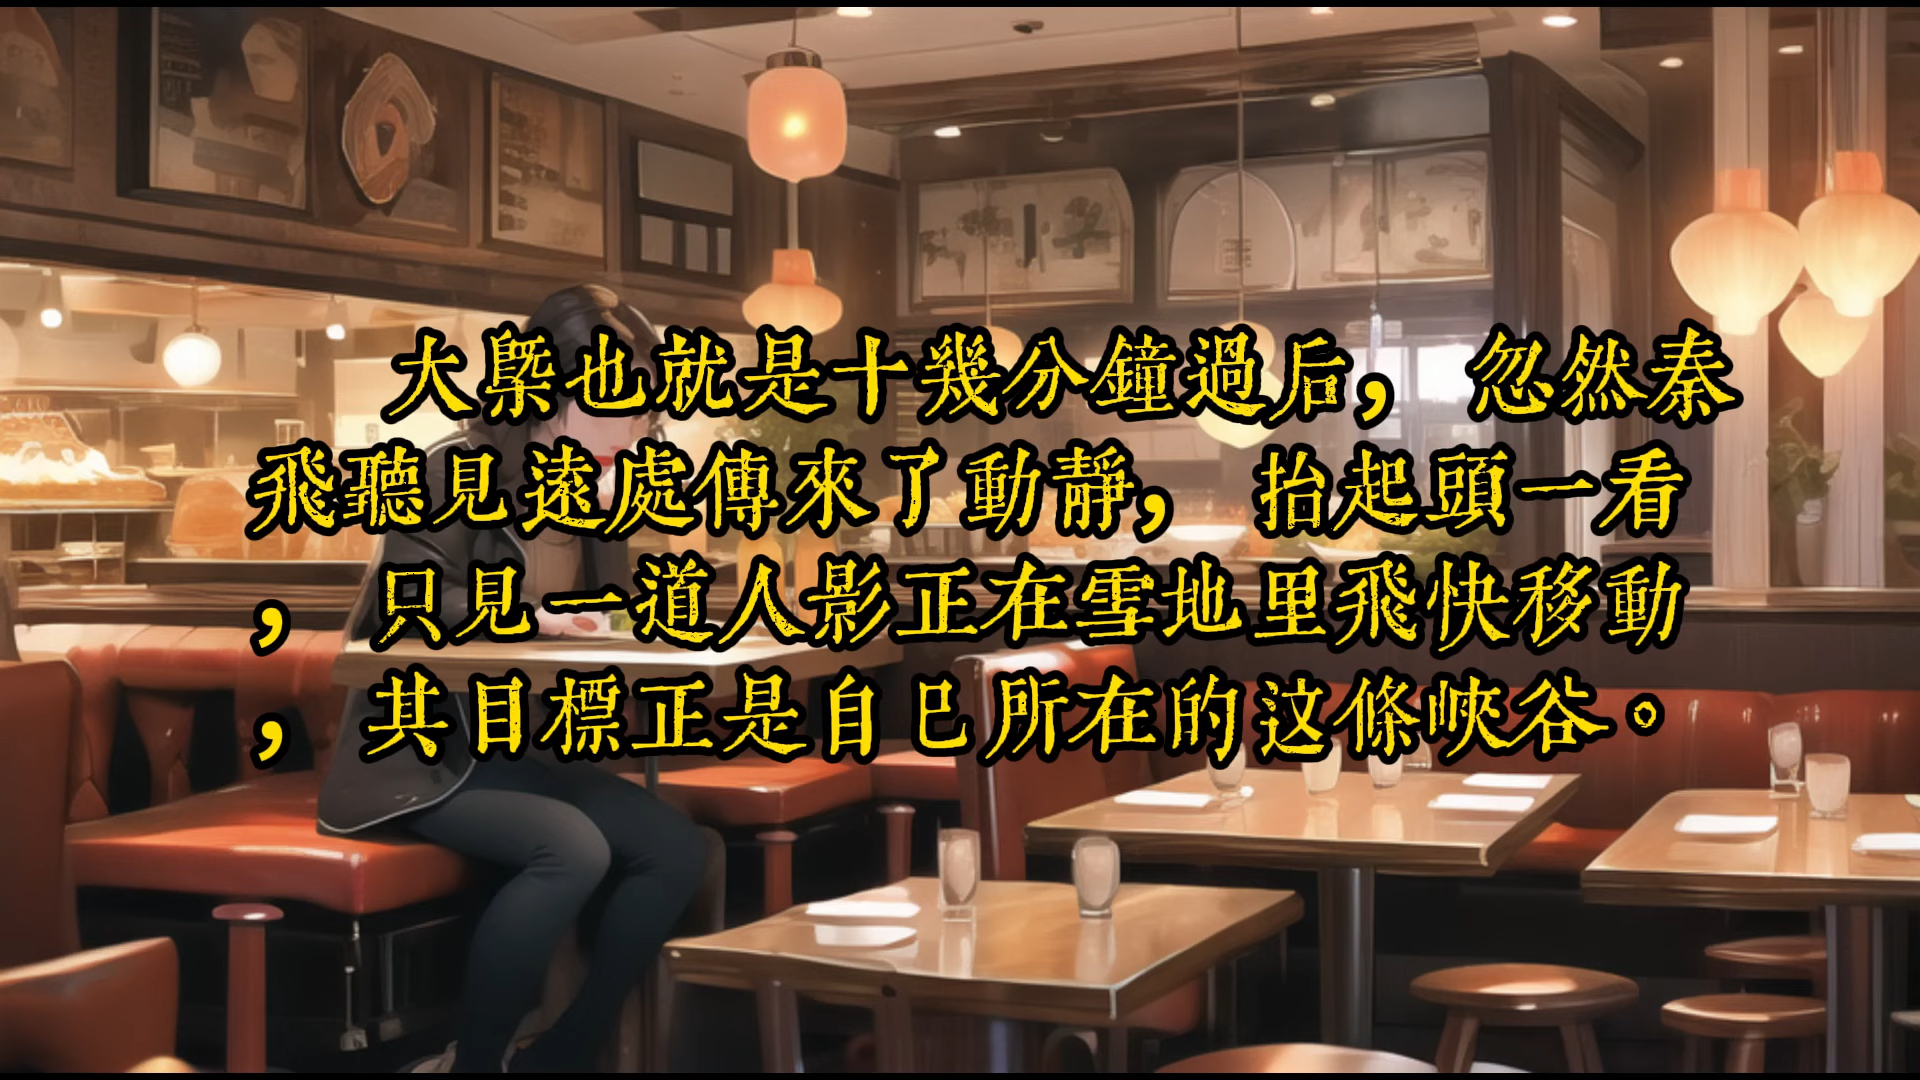 大槩也就是十幾分鐘過后，忽然秦
飛聽見遠處傳來了動靜，抬起頭一看
，只見一道人影正在雪地里飛快移動
，其目標正是自已所在的这條峽谷。